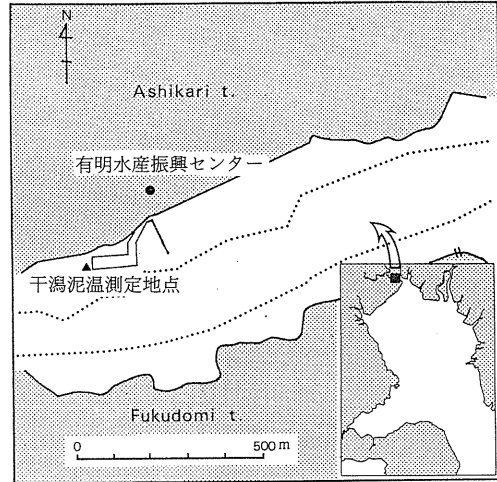 N
Ashikari t.
有明水産振興センター
干潟泥温測定地点
Fukudomi t.
0 500 m